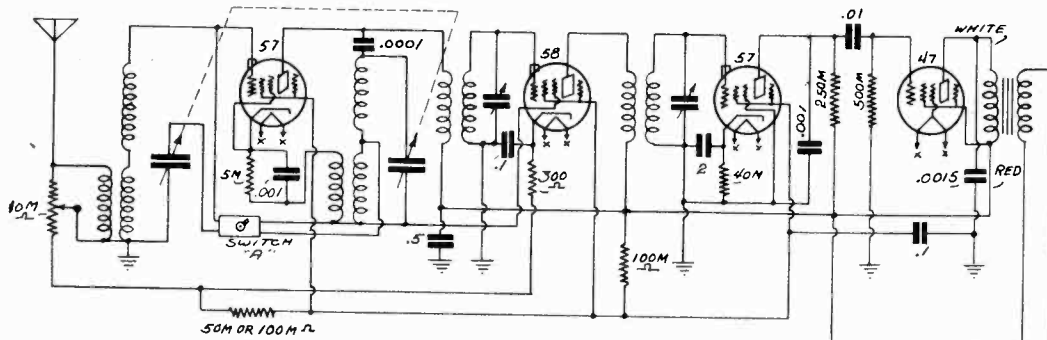 57
.0001
58
57
.01
47
WHITE
250M
500M
.001
5M
.001
.1
300
Ω
2
40M
.0015
RED
10M
Ω
SWITCH
"A"
.5
100M
Ω
.1
50M OR 100M Ω
X X
X X
X X
X X